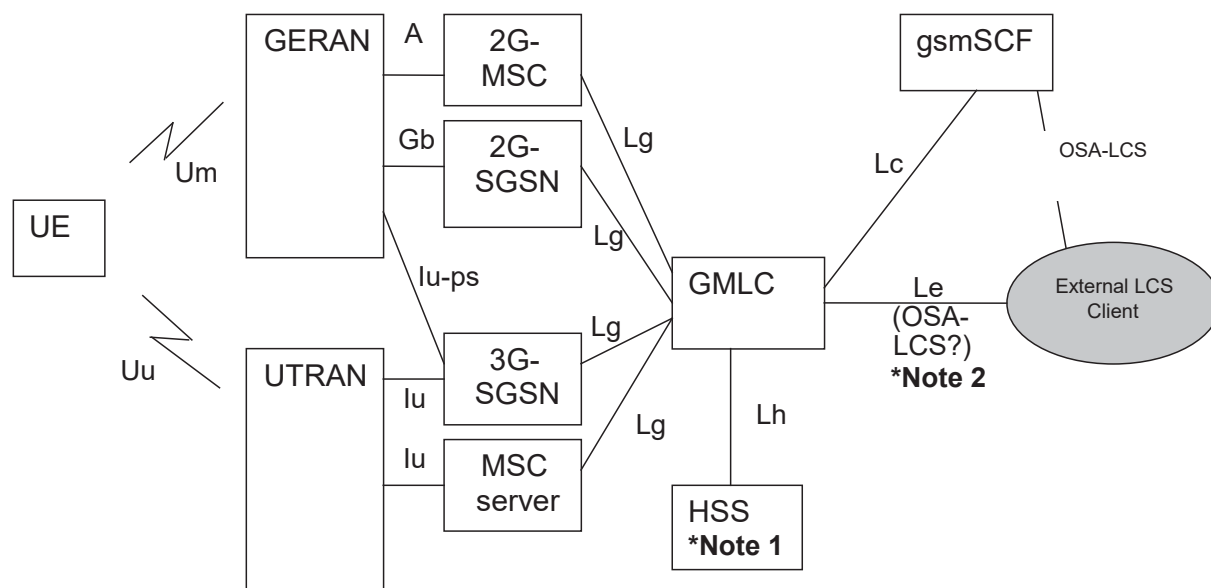 GERAN
A
2G-
MSC
gsmSCF
Gb
2G-
SGSN
Lg
Lc
OSA-LCS
Um
UE
Lg
Iu-ps
GMLC
Le
(OSA-
LCS?)
*Note 2
External LCS
Client
Uu
UTRAN
Iu
3G-
SGSN
Lg
Iu
MSC
server
Lg
Lh
HSS
*Note 1